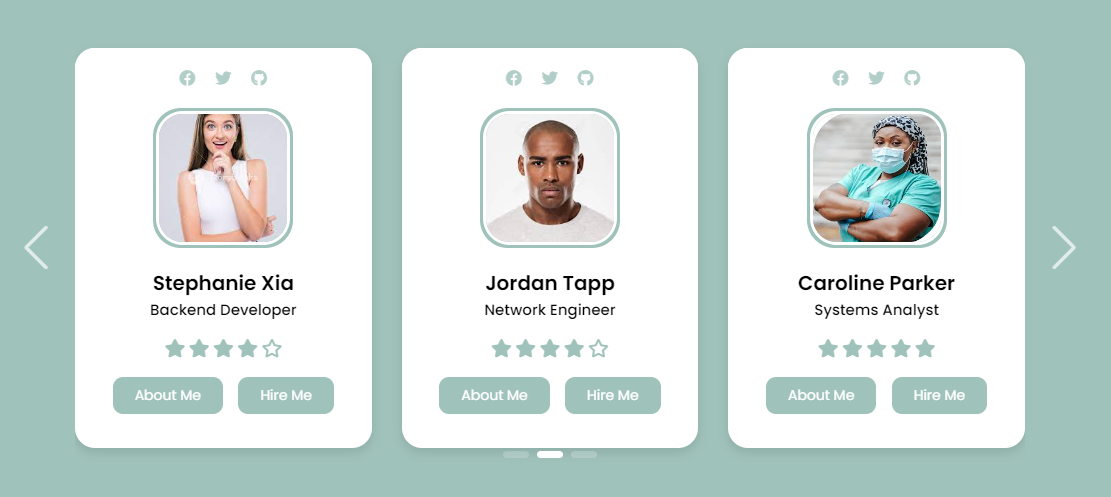 Stephanie Xia
Backend Developer
About Me
Hire Me
Jordan Tapp
Network Engineer
About Me
Hire Me
Caroline Parker
Systems Analyst
About Me
Hire Me